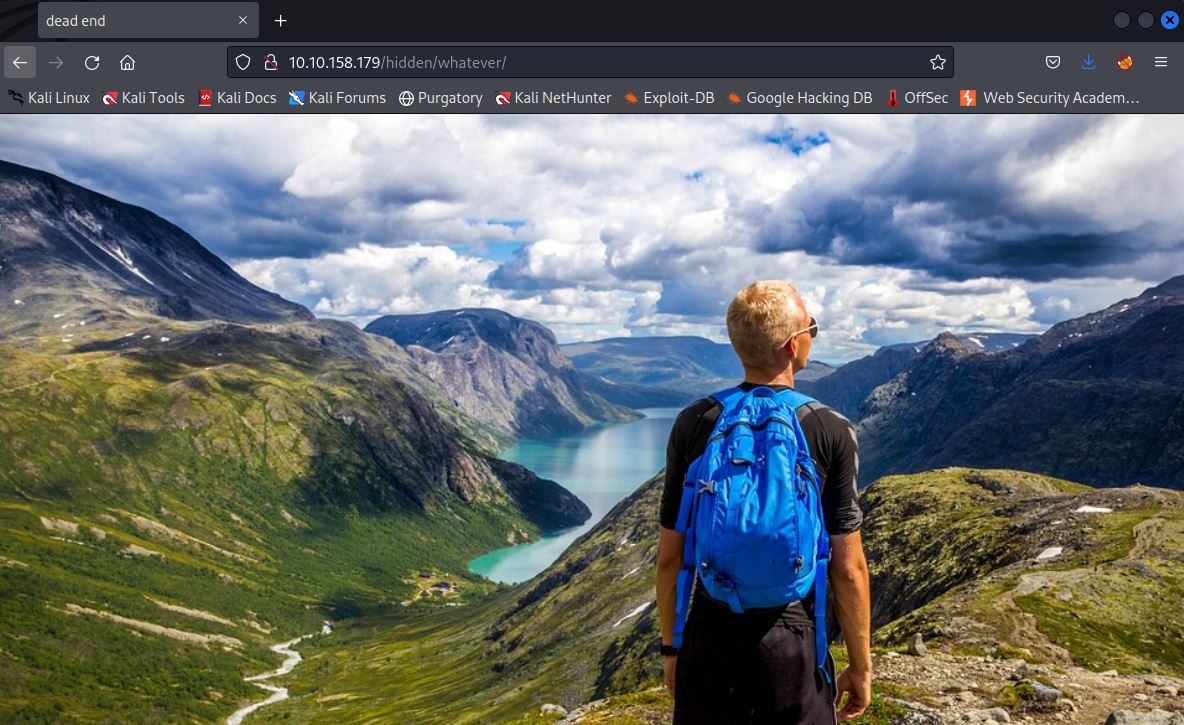 dead end
10.10.158.179/hidden/whatever/
Kali Linux Kali Tools Kali Docs Kali Forums Purgatory Kali NetHunter Exploit-DB Google Hacking DB OffSec Web Security Academ…